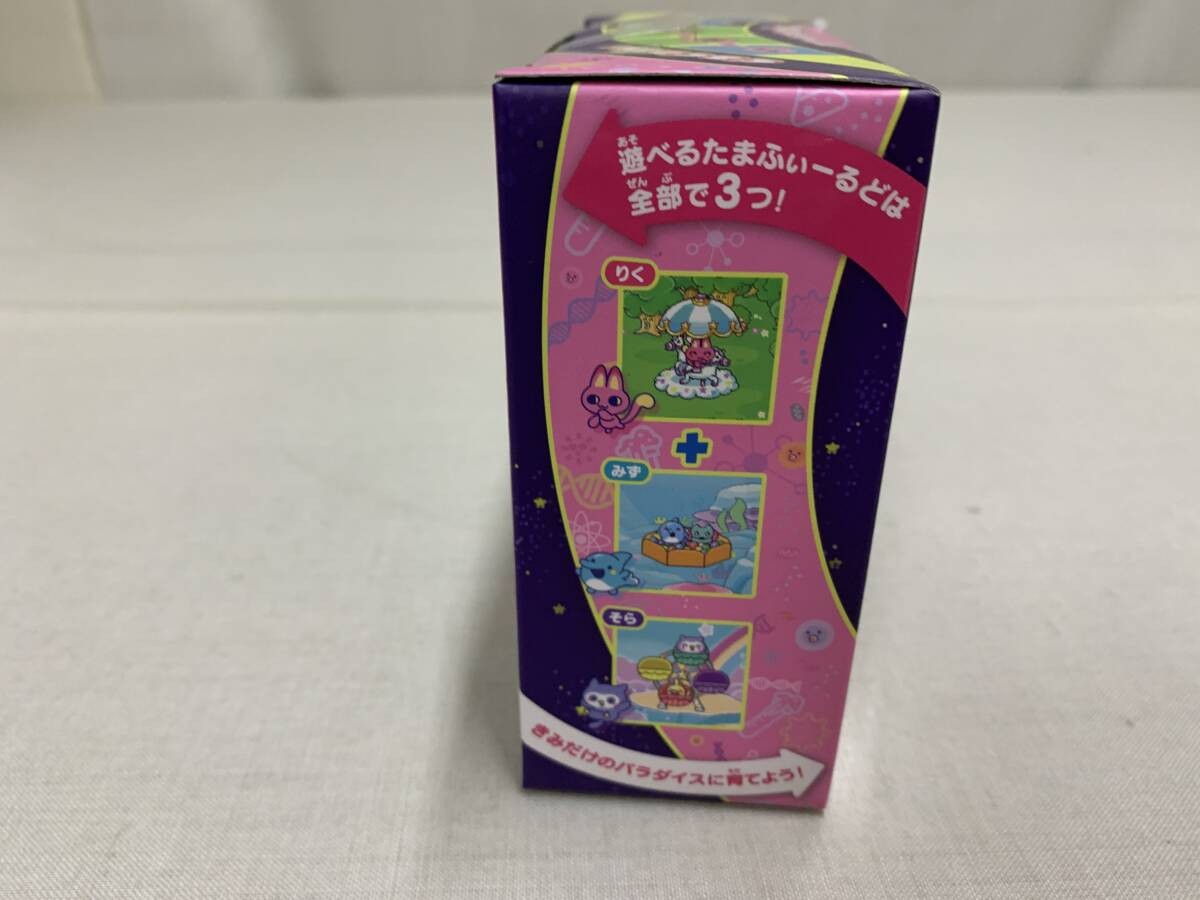 遊べるたまふぃーるどは
全部で3つ!
りく
みず
そら
きみだけのパラダイスに育てよう!